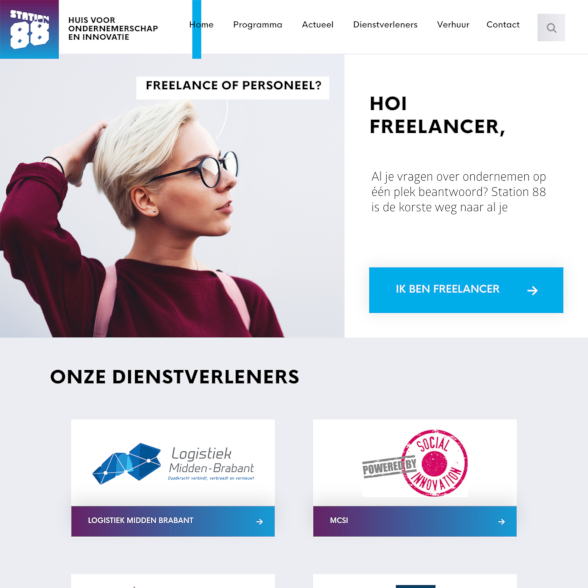 STATION
88
HUIS VOOR
ONDERNEMERSCHAP
EN INNOVATIE
Home Programma Actueel Dienstverleners Verhuur Contact
FREELANCE OF PERSONEEL?
HOI
FREELANCER,
Al je vragen over ondernemen op
één plek beantwoord? Station 88
is de korste weg naar al je
IK BEN FREELANCER
ONZE DIENSTVERLENERS
Logistiek
Midden-Brabant
Daadkracht verbindt, verbreedt en vernieuwt
POWERED BY
SOCIAL
INNOVATION
LOGISTIEK MIDDEN BRABANT
MCSI